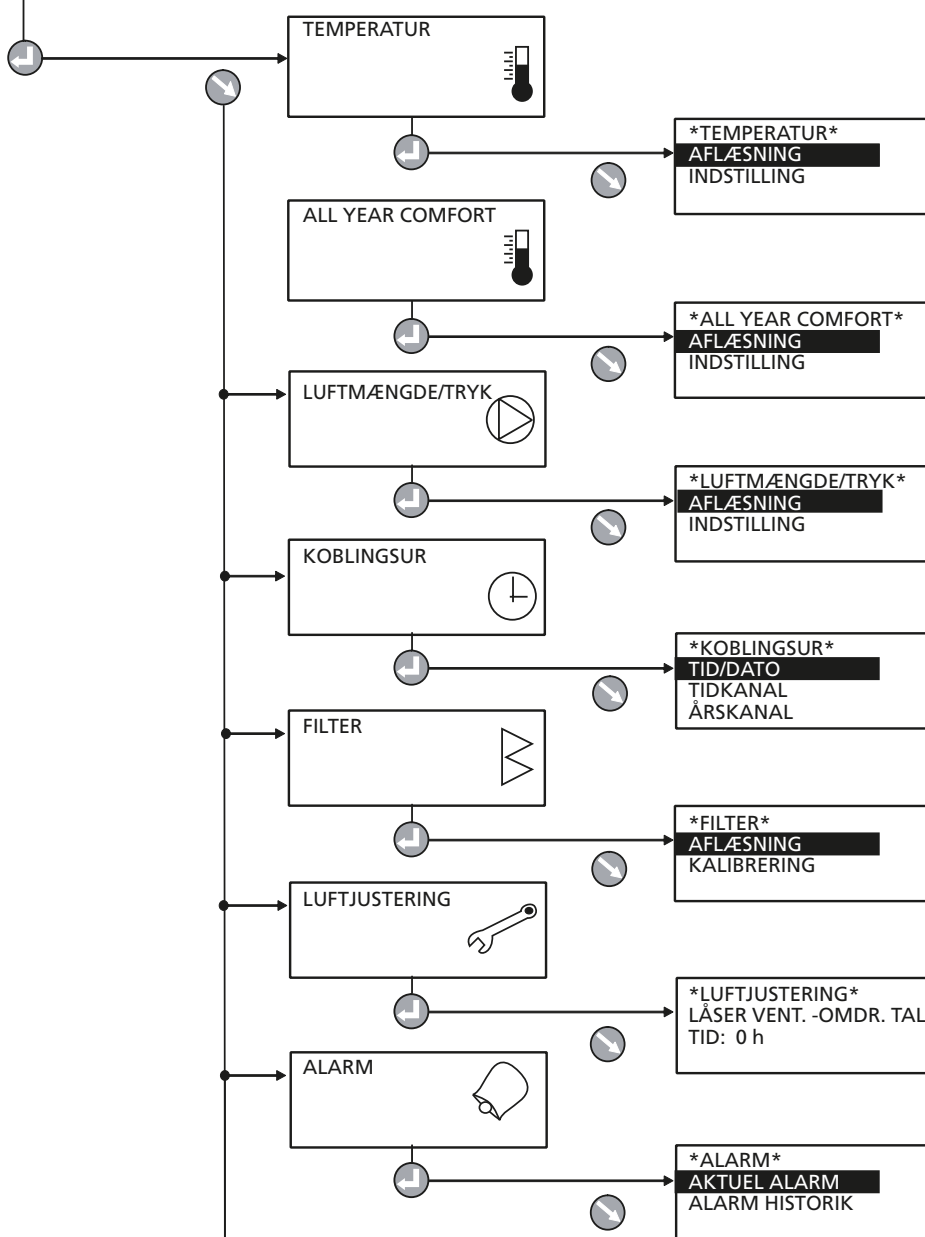 TEMPERATUR
*TEMPERATUR*
AFLÆSNING
INDSTILLING
ALL YEAR COMFORT
*ALL YEAR COMFORT*
AFLÆSNING
INDSTILLING
LUFTMÆNGDE/TRYK
*LUFTMÆNGDE/TRYK*
AFLÆSNING
INDSTILLING
KOBLINGSUR
*KOBLINGSUR*
TID/DATO
TIDKANAL
ÅRSKANAL
FILTER
*FILTER*
AFLÆSNING
KALIBRERING
LUFTJUSTERING
*LUFTJUSTERING*
LÅSER VENT. -OMDR. TAL
TID: 0 h
ALARM
*ALARM*
AKTUEL ALARM
ALARM HISTORIK